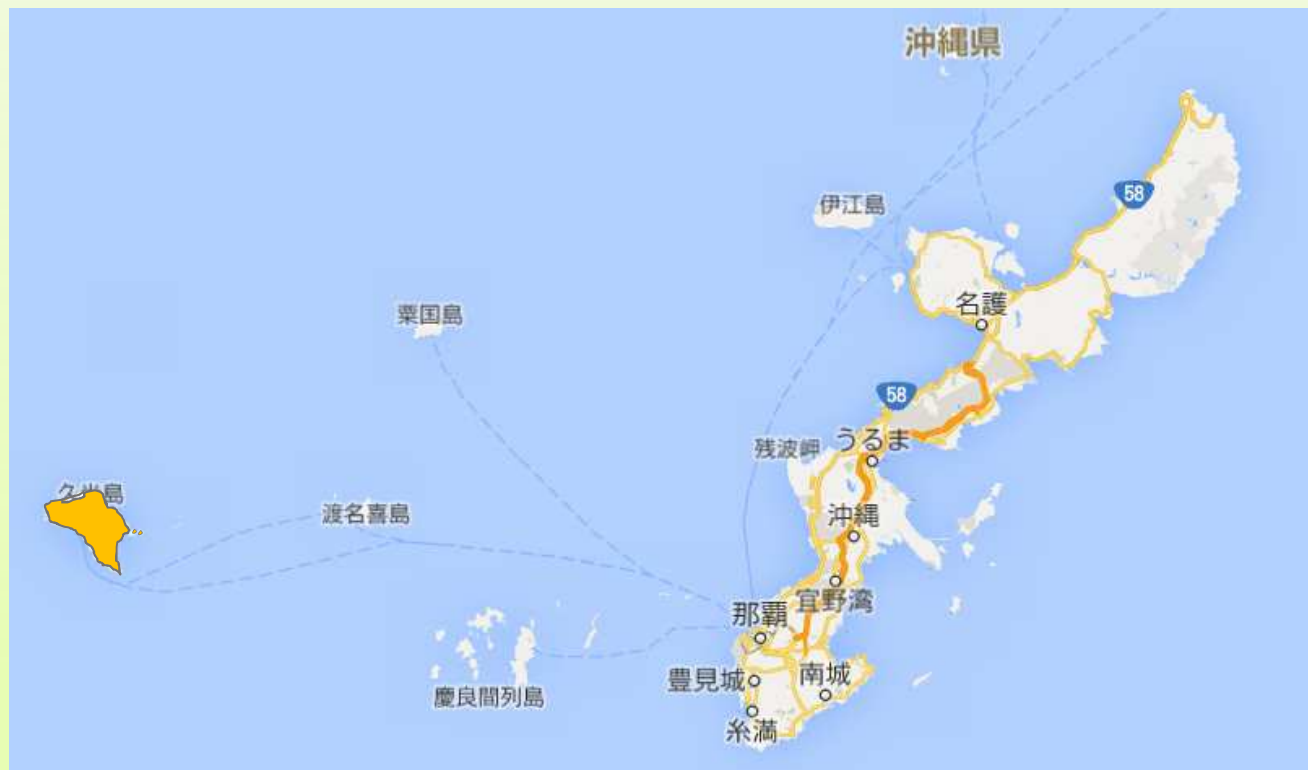 沖縄県
58
伊江島
名護
粟国島
58
残波岬
うるま
久米島
渡名喜島
沖縄
宜野湾
那覇
豊見城
南城
慶良間列島
糸満